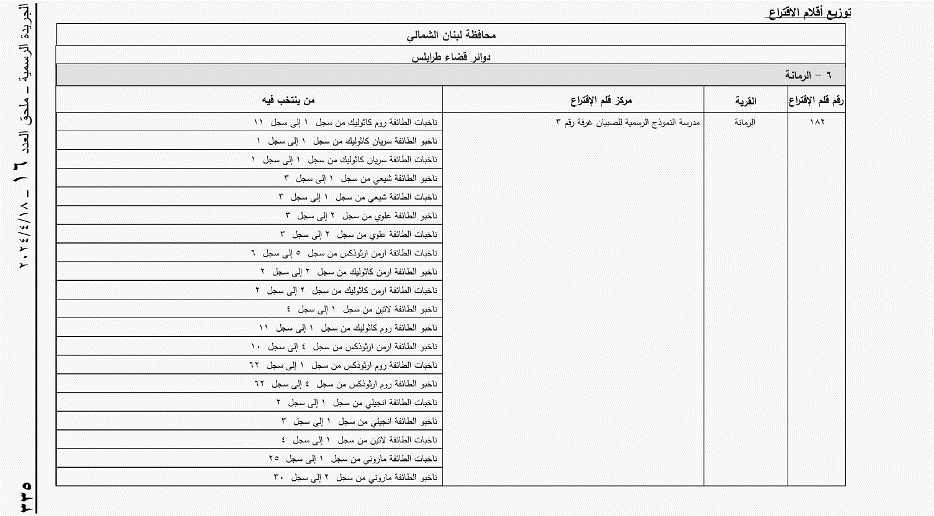 توزيع أقلام الاقتراع
محافظة لبنان الشمالي
دوائر قضاء طرابلس
٦ - الرمانة
رقم قلم الإقتراع القرية مركز قلم الإقتراع من ينتخب فيه
١٨٢ الرمانة مدرسة النموذج الرسمية للصبيان غرفة رقم ٣ ناخبات الطائفة روم كاثوليك من سجل ١ إلى سجل ١١
ناخبو الطائفة سريان كاثوليك من سجل ١ إلى سجل ١
ناخبات الطائفة سريان كاثوليك من سجل ١ إلى سجل ١
ناخبو الطائفة شيعي من سجل ١ إلى سجل ٣
ناخبات الطائفة شيعي من سجل ١ إلى سجل ٣
ناخبو الطائفة علوي من سجل ٢ إلى سجل ٣
ناخبات الطائفة علوي من سجل ٢ إلى سجل ٣
ناخبات الطائفة ارمن ارثوذكس من سجل ٥ إلى سجل ٦
ناخبو الطائفة ارمن كاثوليك من سجل ٢ إلى سجل ٢
ناخبات الطائفة ارمن كاثوليك من سجل ٢ إلى سجل ٢
ناخبو الطائفة لاتين من سجل ١ إلى سجل ٤
ناخبو الطائفة روم كاثوليك من سجل ١ إلى سجل ١١
ناخبو الطائفة ارمن ارثوذكس من سجل ٤ إلى سجل ١٠
ناخبات الطائفة روم ارثوذكس من سجل ١ إلى سجل ٦٢
ناخبو الطائفة روم ارثوذكس من سجل ٤ إلى سجل ٦٢
ناخبات الطائفة انجيلي من سجل ١ إلى سجل ٢
ناخبو الطائفة انجيلي من سجل ١ إلى سجل ٣
ناخبات الطائفة لاتين من سجل ١ إلى سجل ٤
ناخبات الطائفة ماروني من سجل ١ إلى سجل ٢٥
ناخبو الطائفة ماروني من سجل ٢ إلى سجل ٣٠
الجريدة الرسمية - ملحق العدد ١٦ - ٢٠٢٤/٤/١٨
٣٣٥